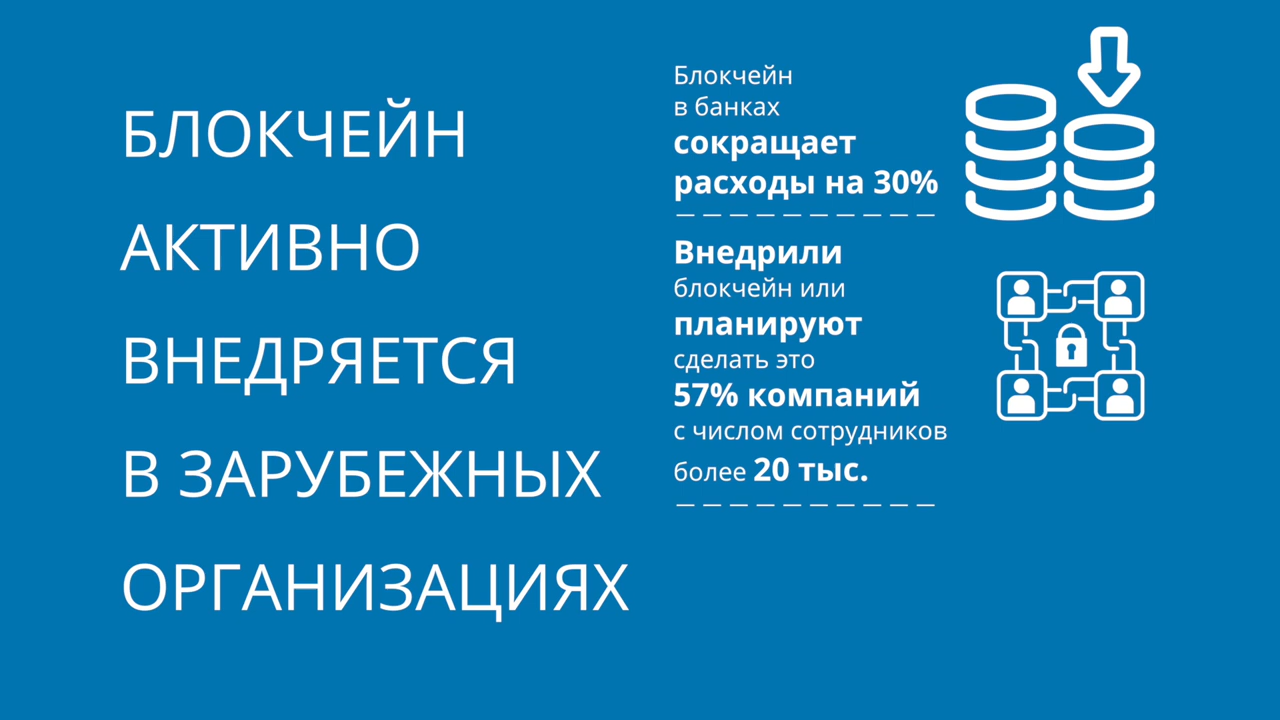 БЛОКЧЕЙН
АКТИВНО
ВНЕДРЯЕТСЯ
В ЗАРУБЕЖНЫХ
ОРГАНИЗАЦИЯХ
Блокчейн
в банках
сокращает
расходы на 30%
Внедрили
блокчейн или
планируют
сделать это
57% компаний
с числом сотрудников
более 20 тыс.